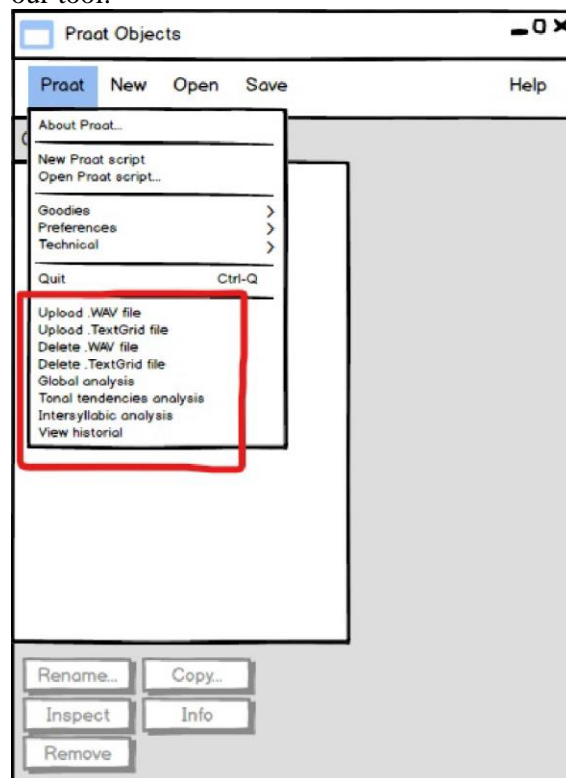 our tool.
Praat Objects
Praat New Open Save Help
About Praat...
New Praat script
Open Praat script...
Goodies >
Preferences >
Technical >
Quit Ctrl-Q
Upload .WAV file
Upload .TextGrid file
Delete .WAV file
Delete .TextGrid file
Global analysis
Tonal tendencies analysis
Intersyllabic analysis
View historial
Rename... Copy...
Inspect Info
Remove